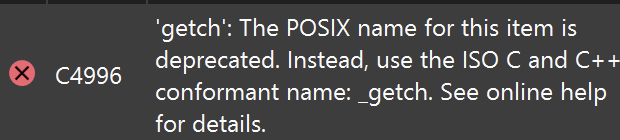 'getch': The POSIX name for this item is
deprecated. Instead, use the ISO C and C++
C4996
conformant name: _getch. See online help
for details.